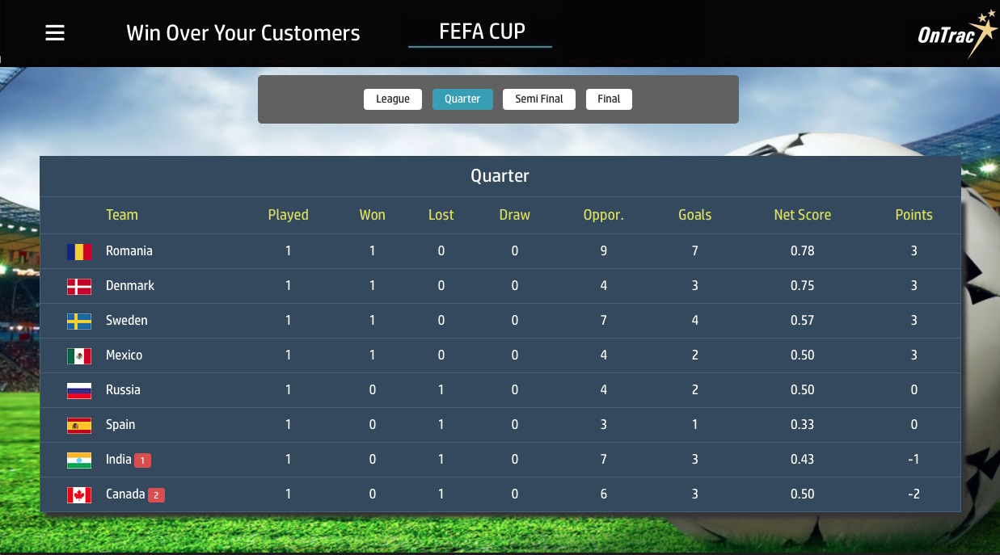 Win Over Your Customers FEFA CUP OnTrac
League Quarter Semi Final Final
Quarter
Team Played Won Lost Draw Oppor. Goals Net Score Points
Romania 1 1 0 0 9 7 0.78 3
Denmark 1 1 0 0 4 3 0.75 3
Sweden 1 1 0 0 7 4 0.57 3
Mexico 1 1 0 0 4 2 0.50 3
Russia 1 0 1 0 4 2 0.50 0
Spain 1 0 1 0 3 1 0.33 0
India 1 1 0 1 0 7 3 0.43 -1
Canada 2 1 0 1 0 6 3 0.50 -2